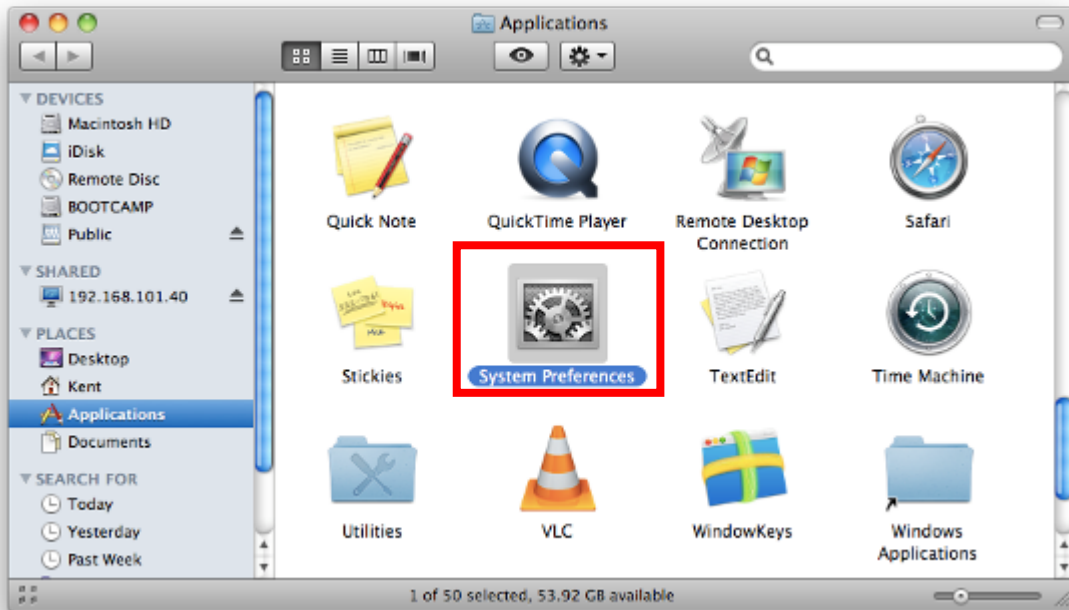 Applications
DEVICES
Macintosh HD
iDisk
Remote Disc
BOOTCAMP
Public
SHARED
192.168.101.40
PLACES
Desktop
Kent
Applications
Documents
SEARCH FOR
Today
Yesterday
Past Week
Quick Note
QuickTime Player
Remote Desktop
Connection
Safari
Stickies
System Preferences
TextEdit
Time Machine
Utilities
VLC
WindowKeys
Windows
Applications
1 of 50 selected, 53.92 GB available